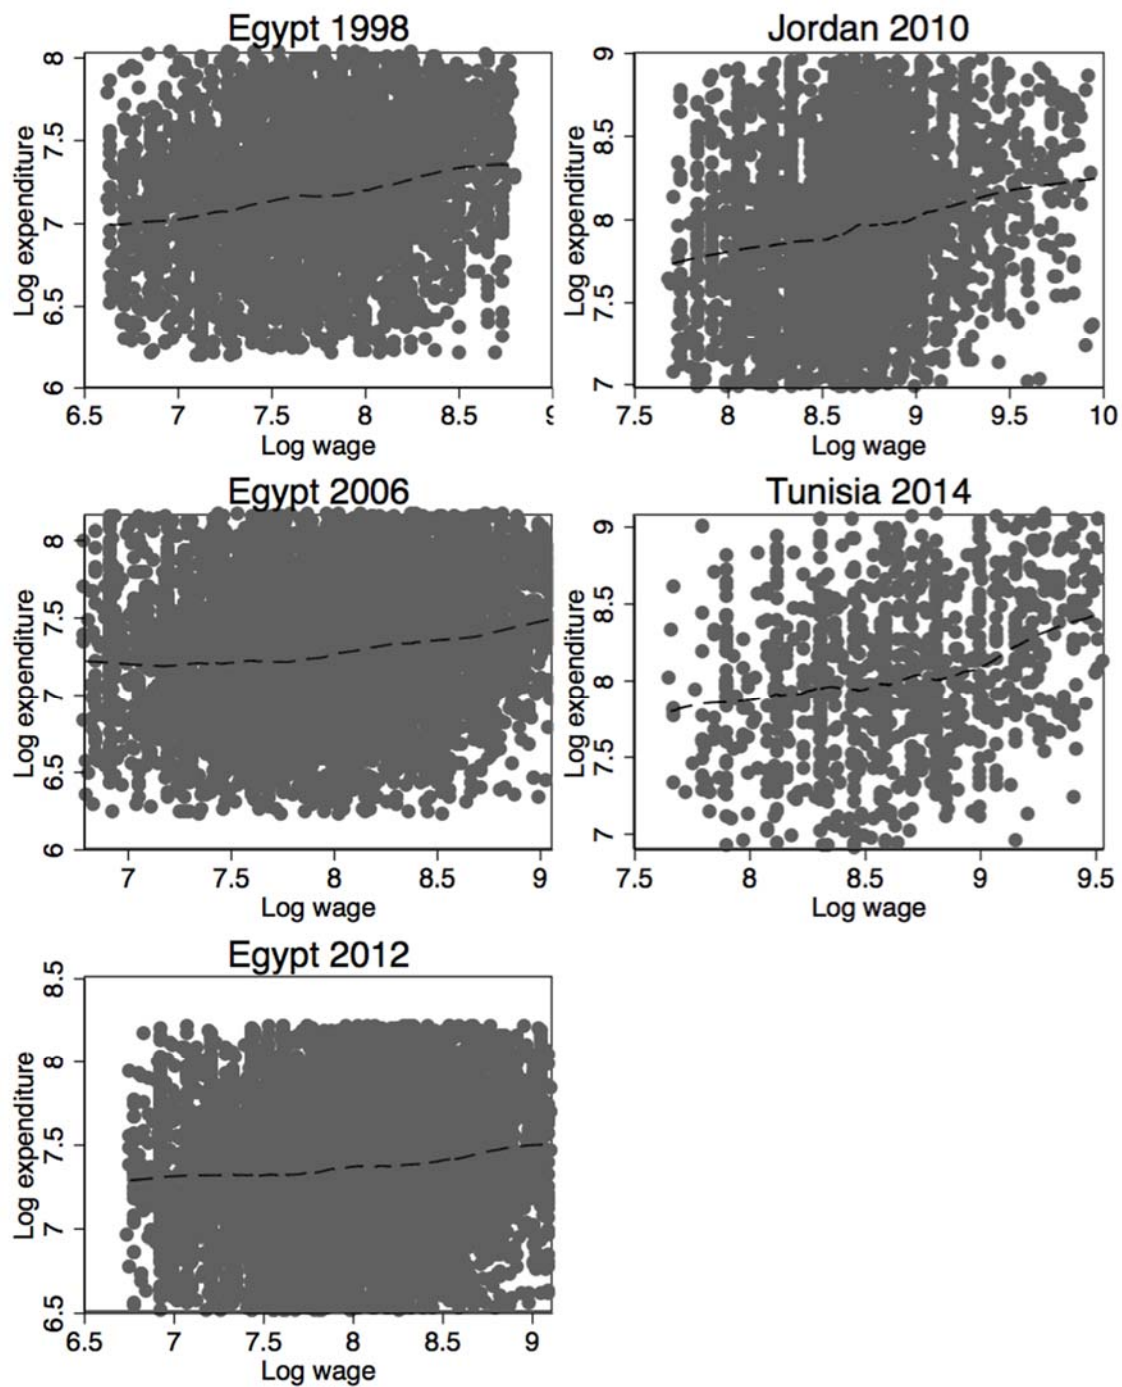 Egypt 1998
Log expenditure
8
7.5
7
6.5
6
6.5 7 7.5 8 8.5
Log wage
Jordan 2010
Log expenditure
9
8.5
8
7.5
7
7.5 8 8.5 9 9.5 10
Log wage
Egypt 2006
Log expenditure
8
7.5
7
6.5
6
7 7.5 8 8.5 9
Log wage
Tunisia 2014
Log expenditure
9
8.5
8
7.5
7
7.5 8 8.5 9 9.5
Log wage
Egypt 2012
Log expenditure
8.5
8
7.5
7
6.5
6.5 7 7.5 8 8.5 9
Log wage